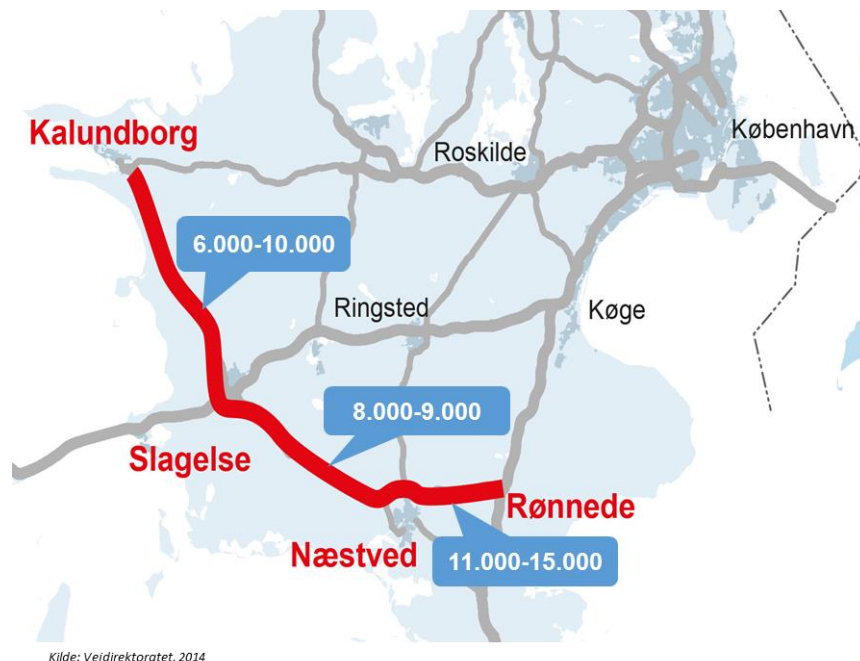 København
Kalundborg
Roskilde
6.000-10.000
Ringsted
Køge
8.000-9.000
Slagelse
Rønnede
Næstved
11.000-15.000
Kilde: Vejdirektoratet, 2014